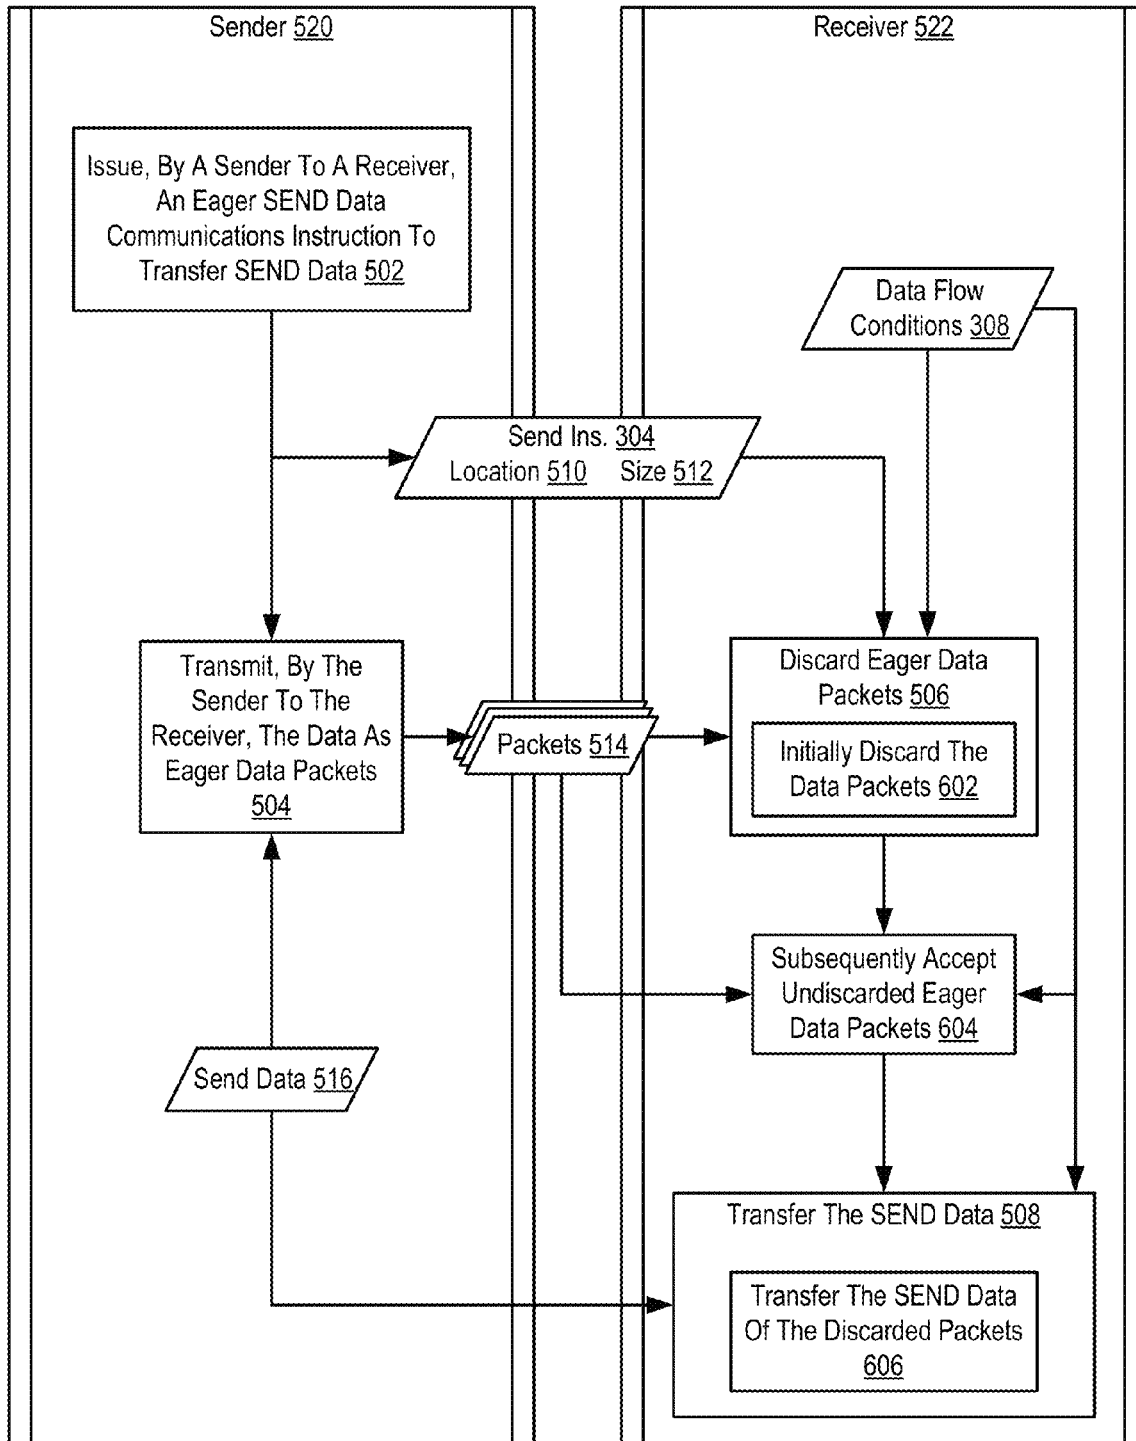 Sender 520
Receiver 522
Issue, By A Sender To A Receiver,
An Eager SEND Data
Communications Instruction To
Transfer SEND Data 502
Data Flow
Conditions 308
Send Ins. 304
Location 510 Size 512
Transmit, By The
Sender To The
Receiver, The Data As
Eager Data Packets
504
Packets 514
Discard Eager Data
Packets 506
Initially Discard The
Data Packets 602
Subsequently Accept
Undiscarded Eager
Data Packets 604
Send Data 516
Transfer The SEND Data 508
Transfer The SEND Data
Of The Discarded Packets
606